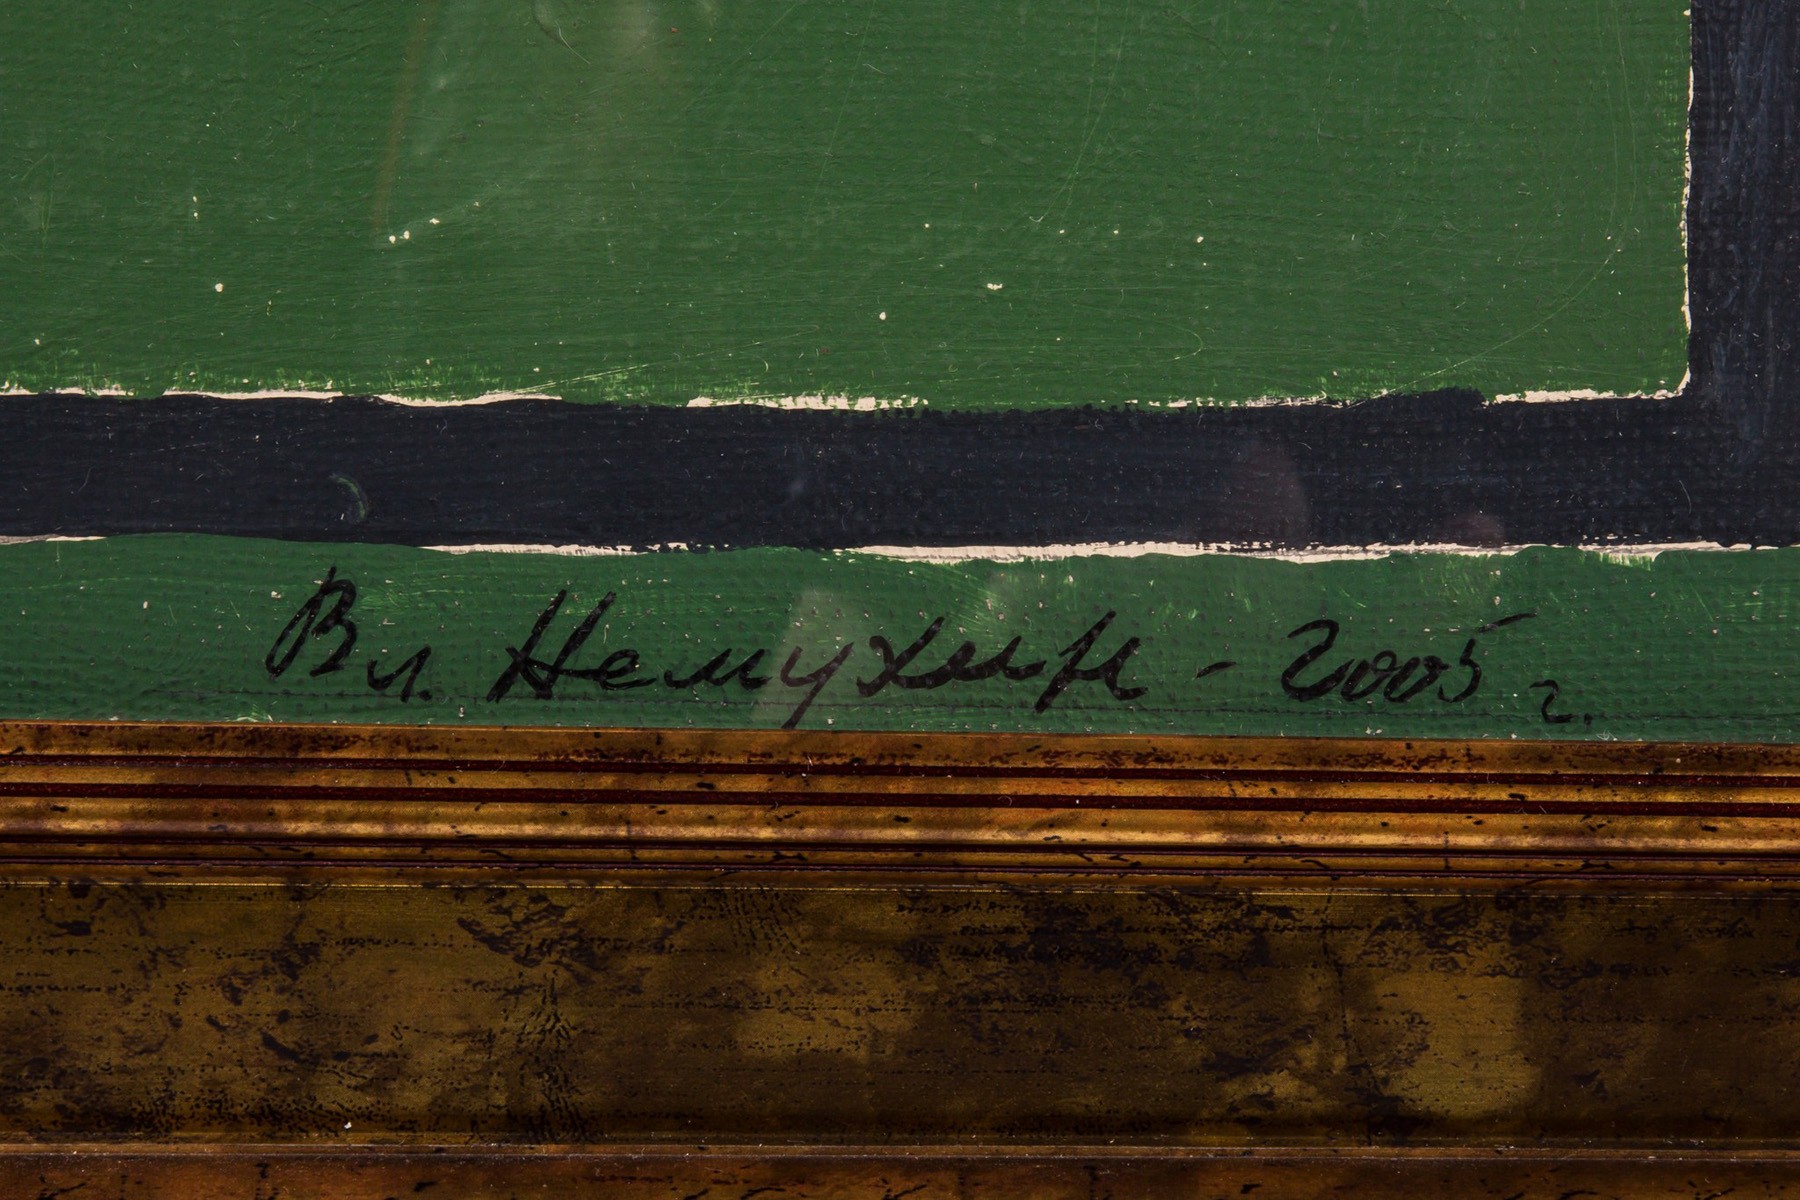 Вл. Немухин - 2005 г.